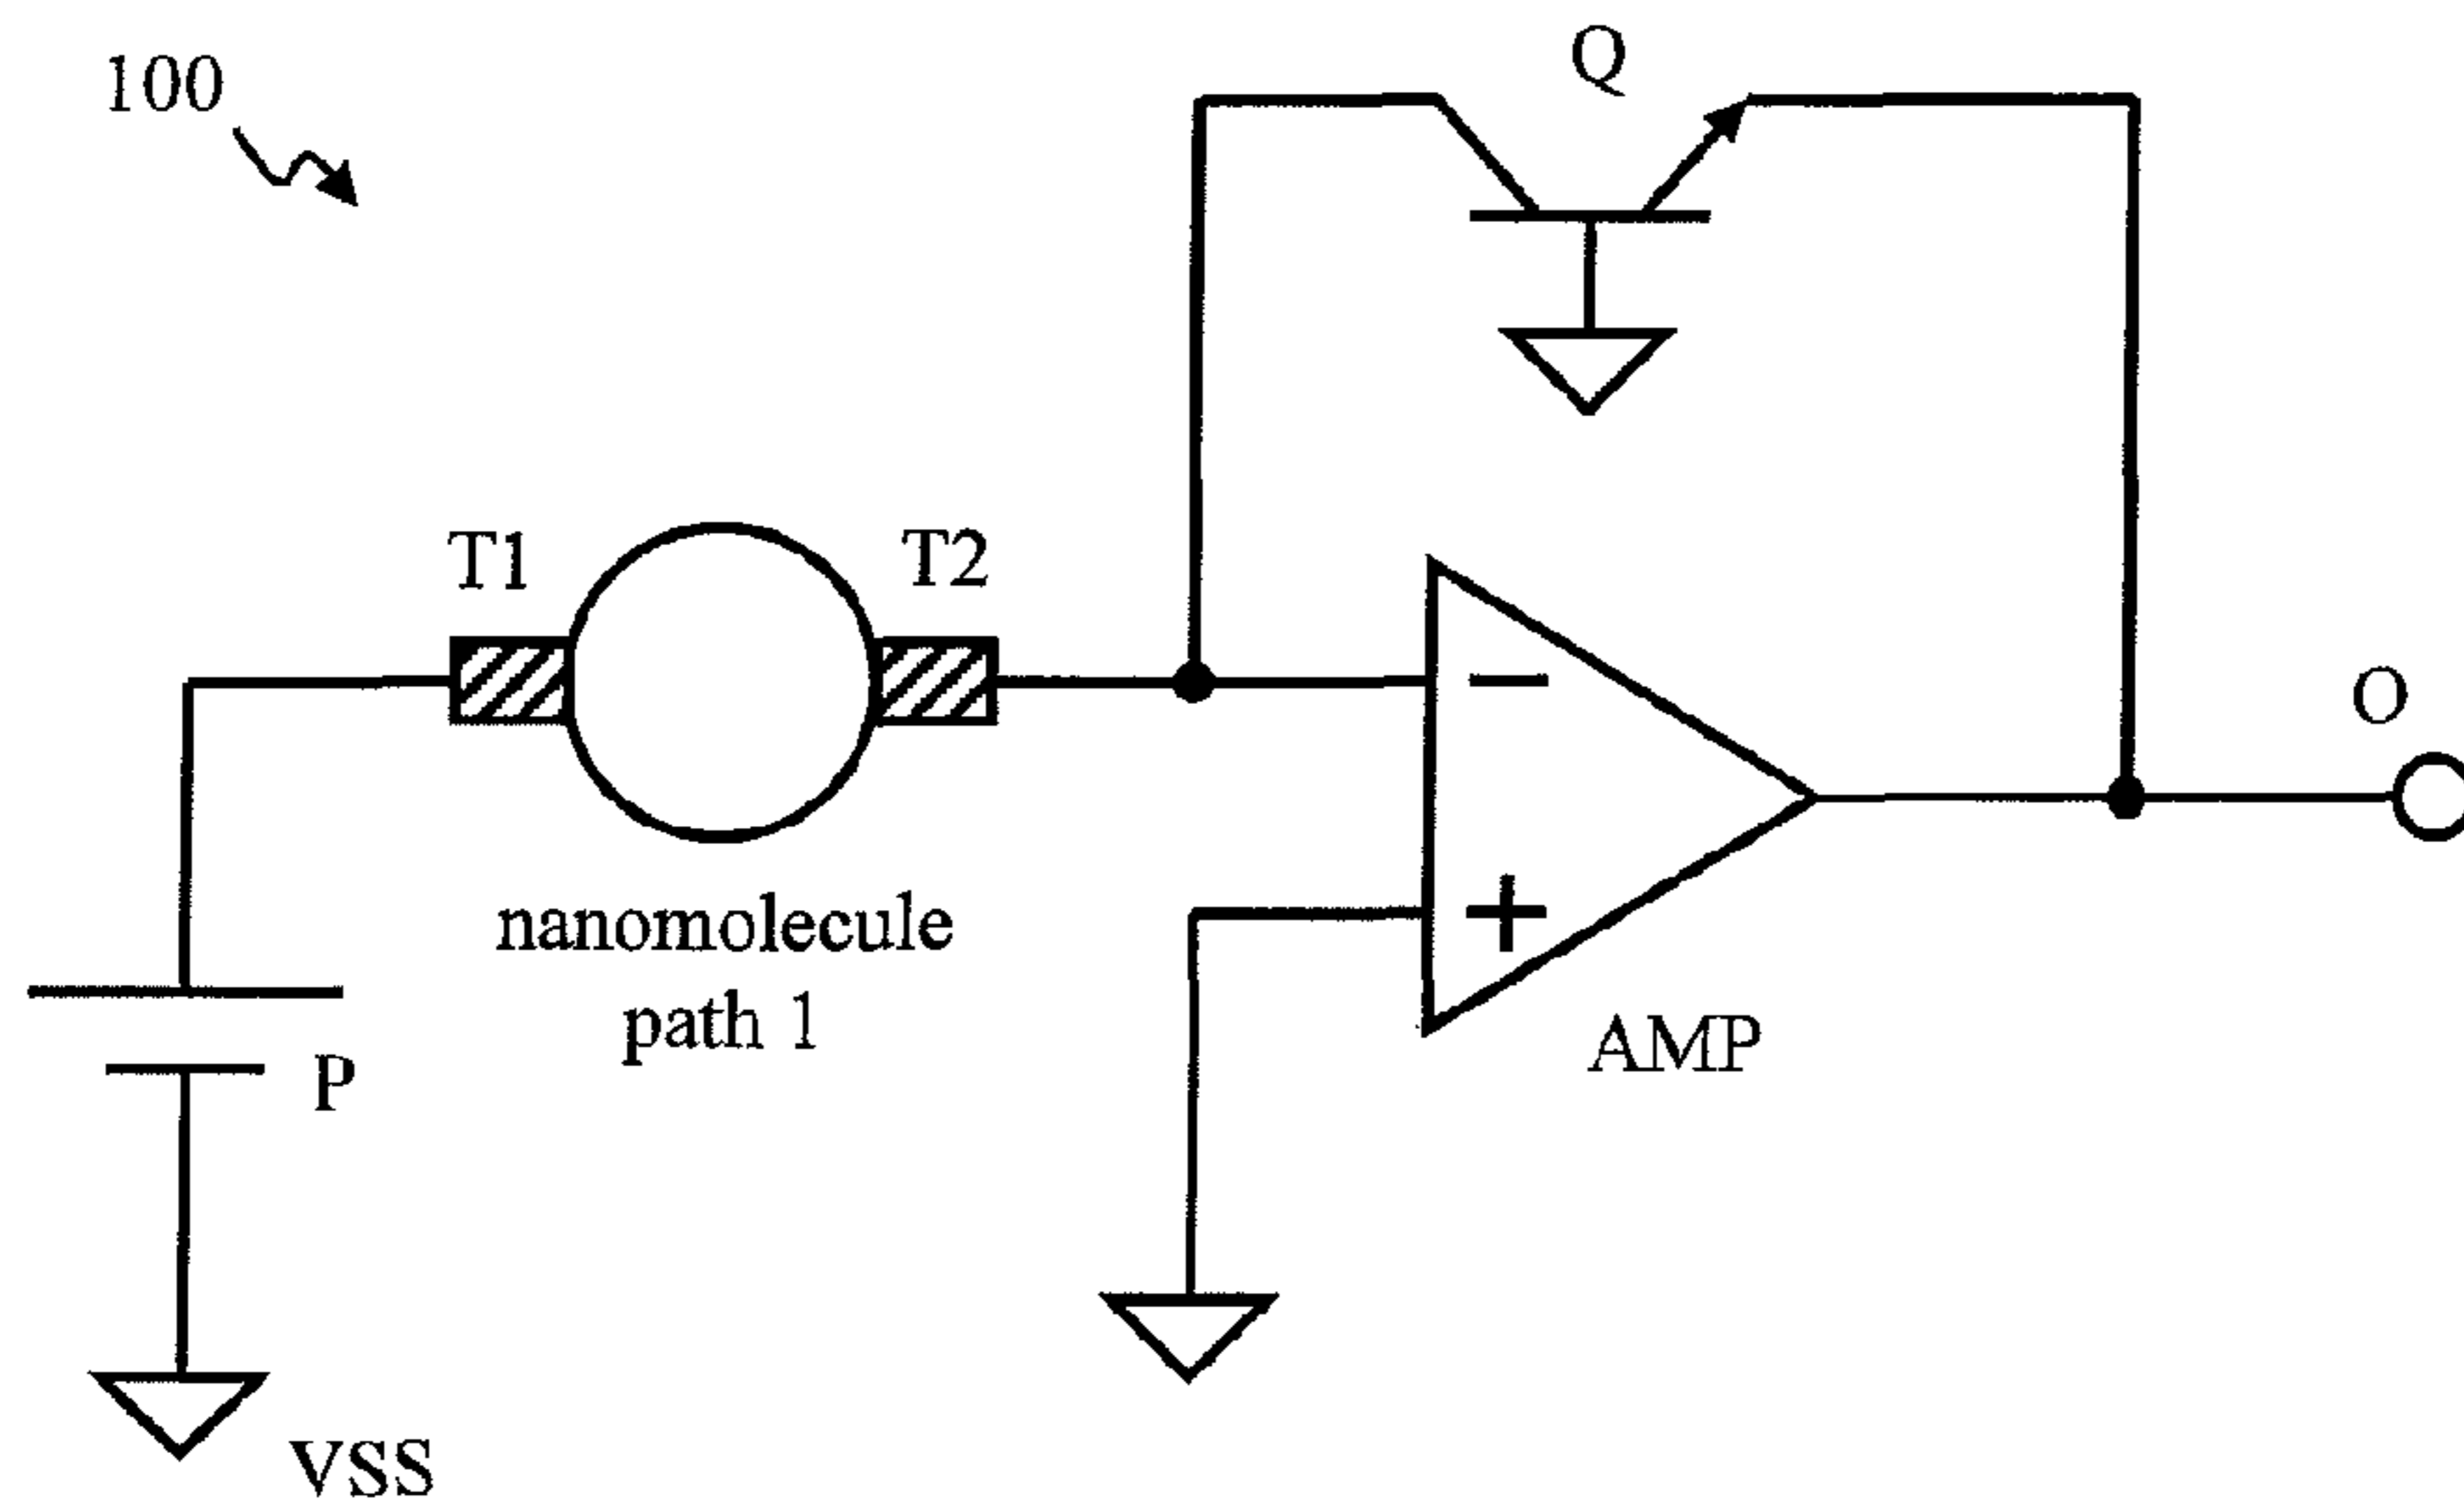 100
Q
T1
T2
O
nanomolecule
path 1
−
+
AMP
P
VSS